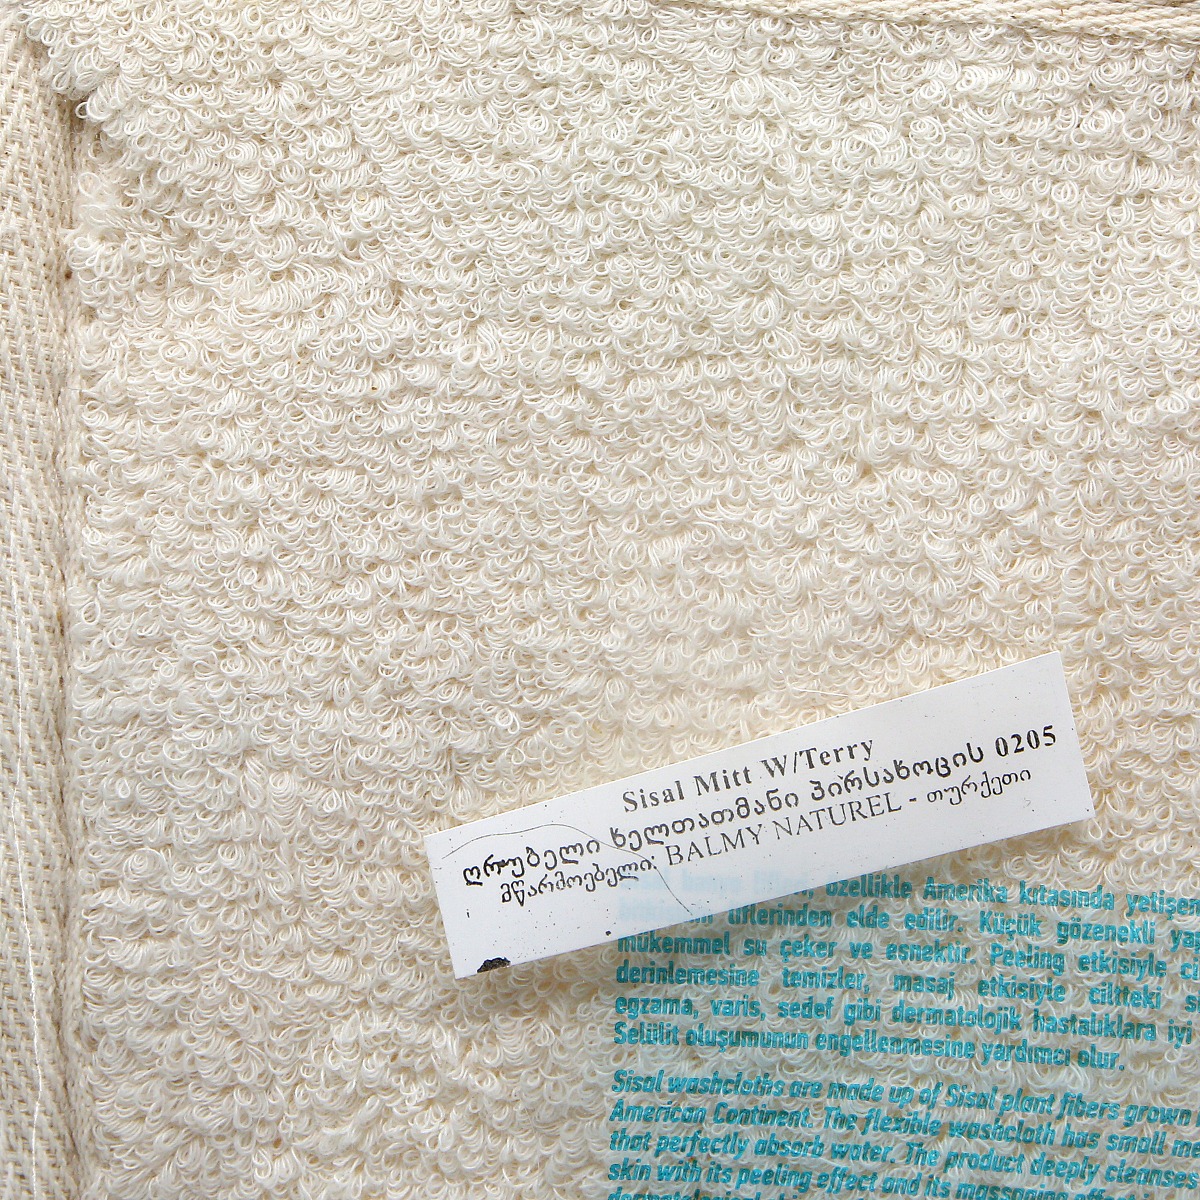 Sisal Mitt W/Terry
ღრუბელი ხელთათმანი პირსახოცის 0205
მწარმოებელი: BALMY NATUREL - თურქეთი
özellikle Amerika kıtasında yetişen
liflerinden elde edilir. Küçük gözenekli
mükemmel su çeker ve esnektir. Peeling etkisiyle
derinlemesine temizler, masaj etkisiyle ciltteki
egzama, varis, sedef gibi dermatolojik hastalıklara iyi
Selülit oluşumunun engellenmesine yardımcı olur.
Sisal washcloths are made up of Sisal plant fibers grown
American Continent. The flexible washcloth has small
that perfectly absorb water. The product deeply cleanses
skin with its peeling effect and its massaging